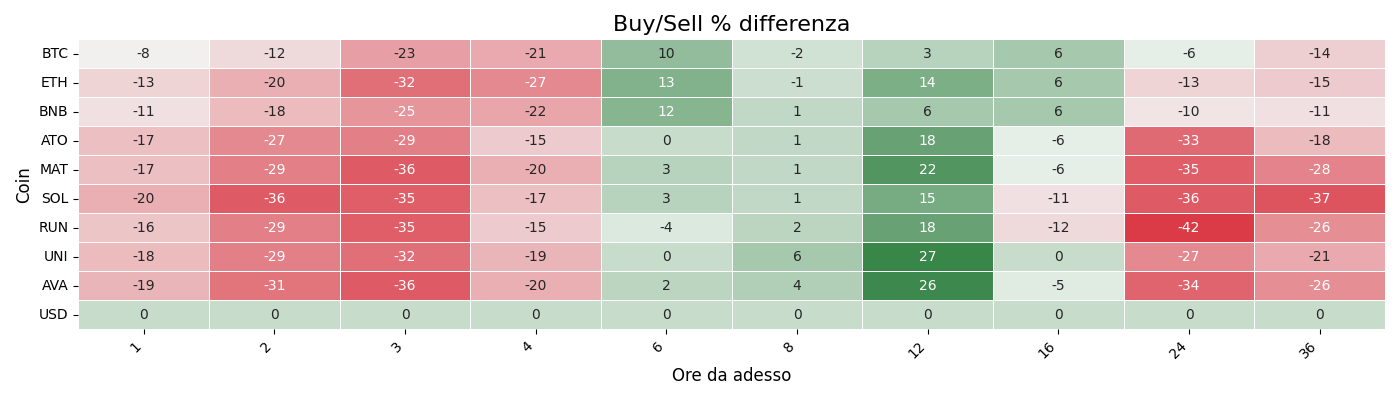 Buy/Sell % differenza
Coin
BTC -8 -12 -23 -21 10 -2 3 6 -6 -14
ETH -13 -20 -32 -27 13 -1 14 6 -13 -15
BNB -11 -18 -25 -22 12 1 6 6 -10 -11
ATO -17 -27 -29 -15 0 1 18 -6 -33 -18
MAT -17 -29 -36 -20 3 1 22 -6 -35 -28
SOL -20 -36 -35 -17 3 1 15 -11 -36 -37
RUN -16 -29 -35 -15 -4 2 18 -12 -42 -26
UNI -18 -29 -32 -19 0 6 27 0 -27 -21
AVA -19 -31 -36 -20 2 4 26 -5 -34 -26
USD 0 0 0 0 0 0 0 0 0 0
1 2 3 4 6 8 12 16 24 36
Ore da adesso